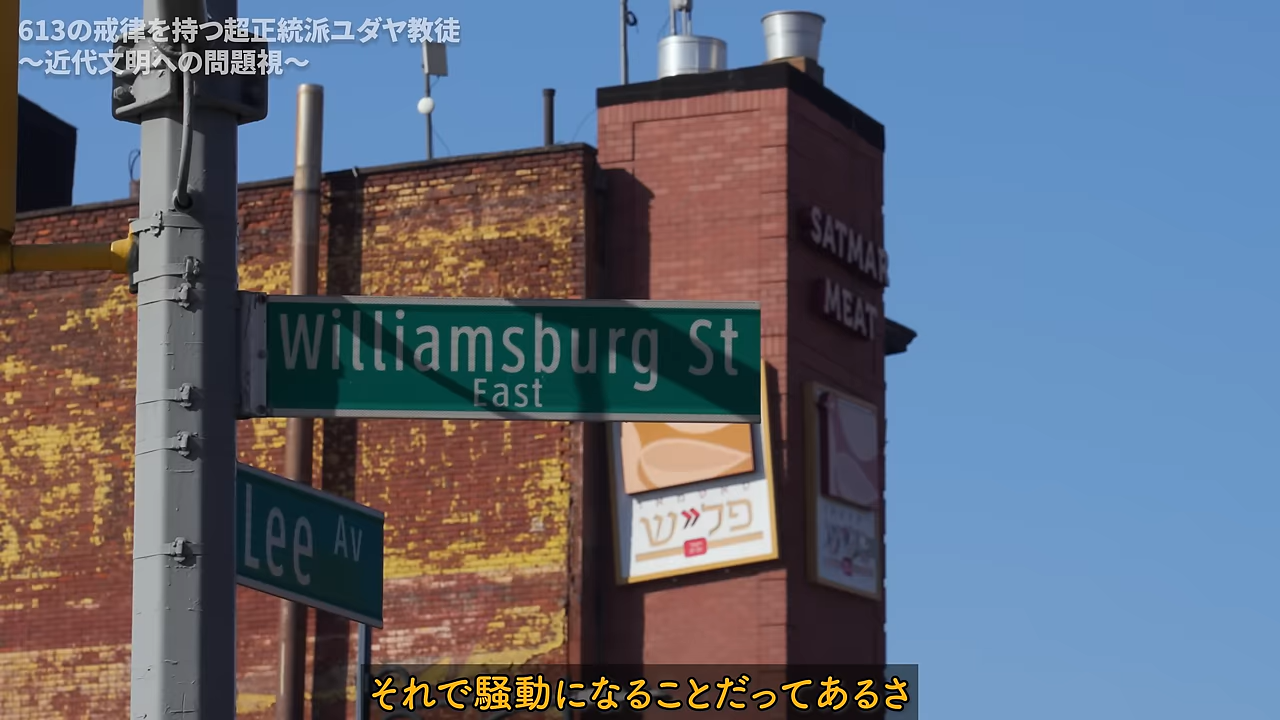 613の戒律を持つ超正統派ユダヤ教徒
～近代文明への問題視～
SATMAR
MEAT
Williamsburg St
East
Lee Av
פלײש
それで騒動になることだってあるさ